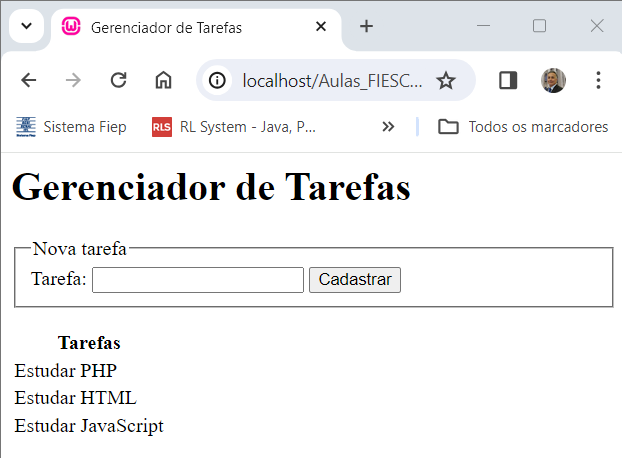 Gerenciador de Tarefas
localhost/Aulas_FIESC...
Sistema Fiep
RLS
RL System - Java, P...
Todos os marcadores
Gerenciador de Tarefas
Nova tarefa
Tarefa:
Cadastrar
Tarefas
Estudar PHP
Estudar HTML
Estudar JavaScript